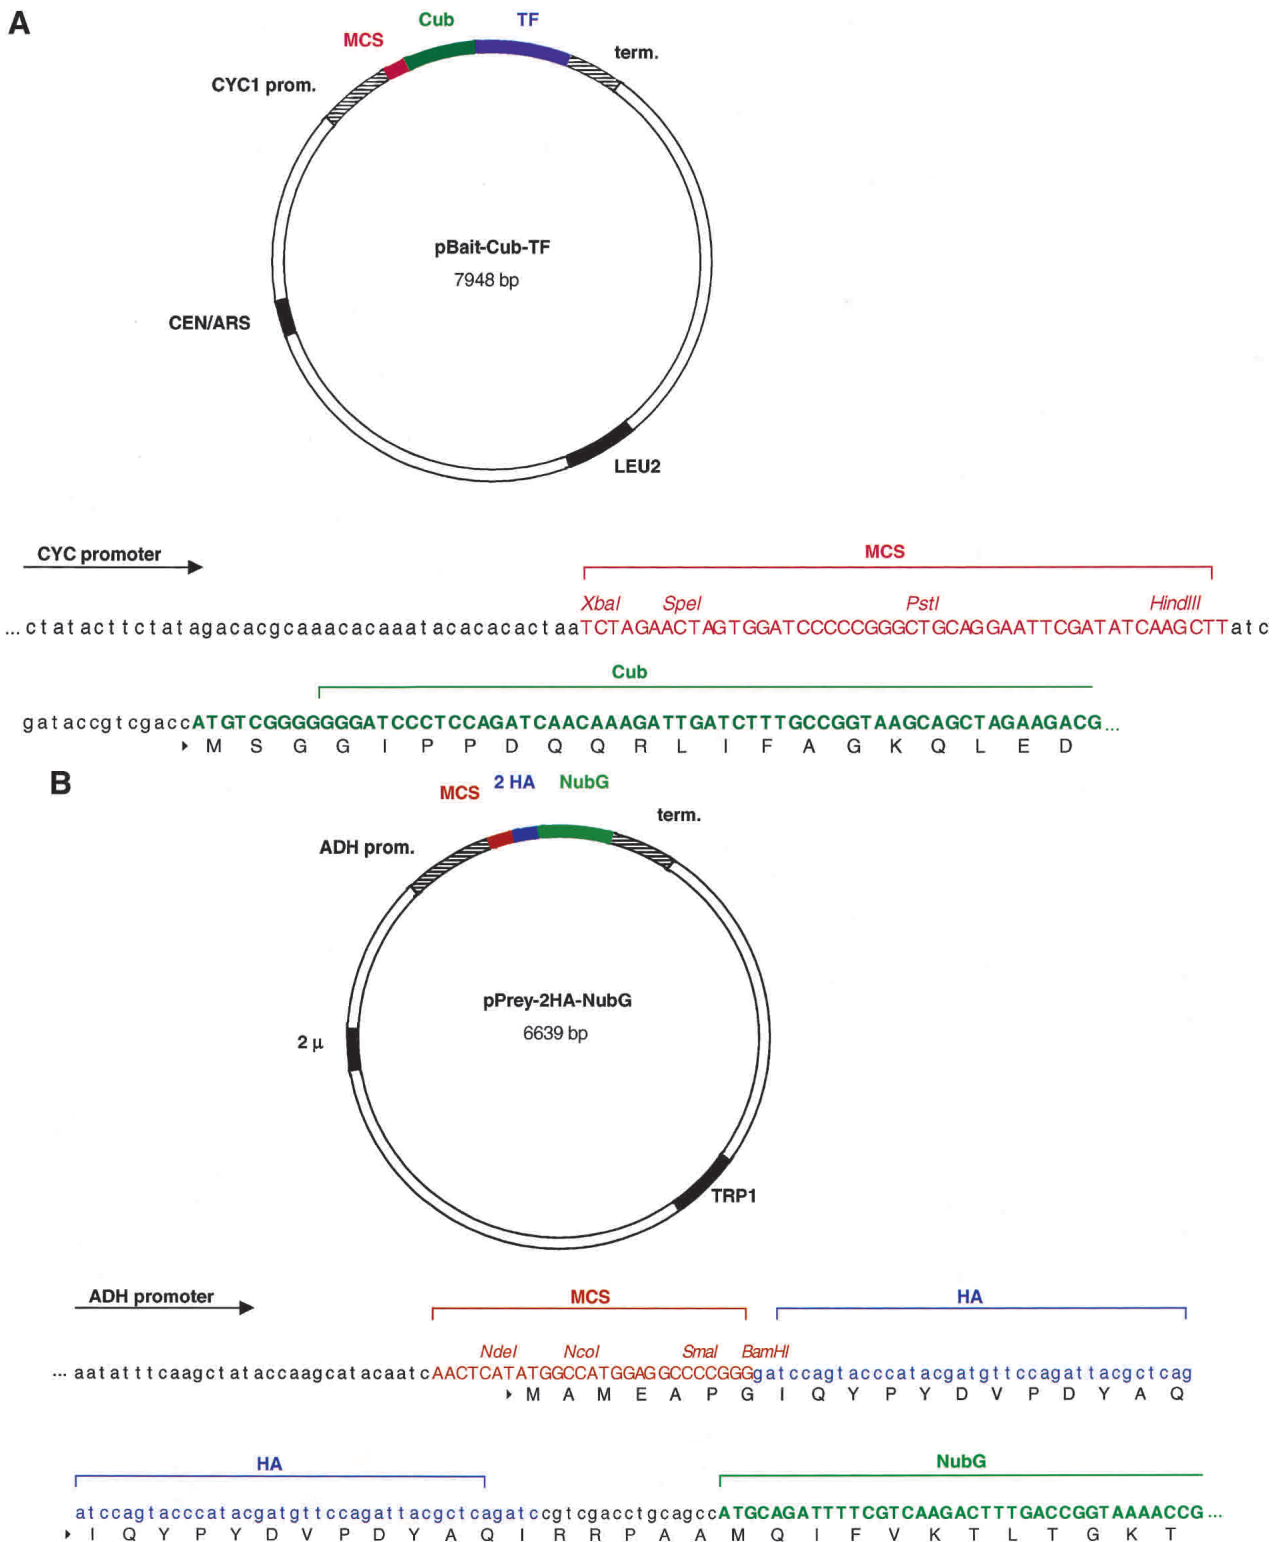 A
Cub TF
MCS
term.
CYC1 prom.
pBait-Cub-TF
7948 bp
CEN/ARS
LEU2
CYC promoter
MCS
XbaI SpeI PstI HindIII
...ctatacttctatagacacgcaaacacaaatacacacactaaTCTAGAACTAGTGGATCCCCCGGGCTGCAGGAATTCGATATCAAGCTTatc
Cub
gataccgtcgaccATGTCGGGGGGGATCCCTCCAGATCAACAAAGATTGATCTTTGCCGGTAAGCAGCTAGAAGACG...
M S G G I P P D Q Q R L I F A G K Q L E D
B
MCS 2 HA NubG
term.
ADH prom.
pPrey-2HA-NubG
6639 bp
2 μ
TRP1
ADH promoter
MCS
HA
NdeI NcoI SmaI BamHI
... aatatttcaagctataccaagcatacaatcAACTCATATGGCCATGGAGGCCCCGGGgatccagtacccatacgatgttccagattacgctcag
M A M E A P G I Q Y P Y D V P D Y A Q
HA
NubG
atccagtacccatacgatgttccagattacgctcagatccgtcgacctgcagccATGCAGATTTTCGTCAAGACTTTGACCGGTAAAACCG...
I Q Y P Y D V P D Y A Q I R R P A A M Q I F V K T L T G K T